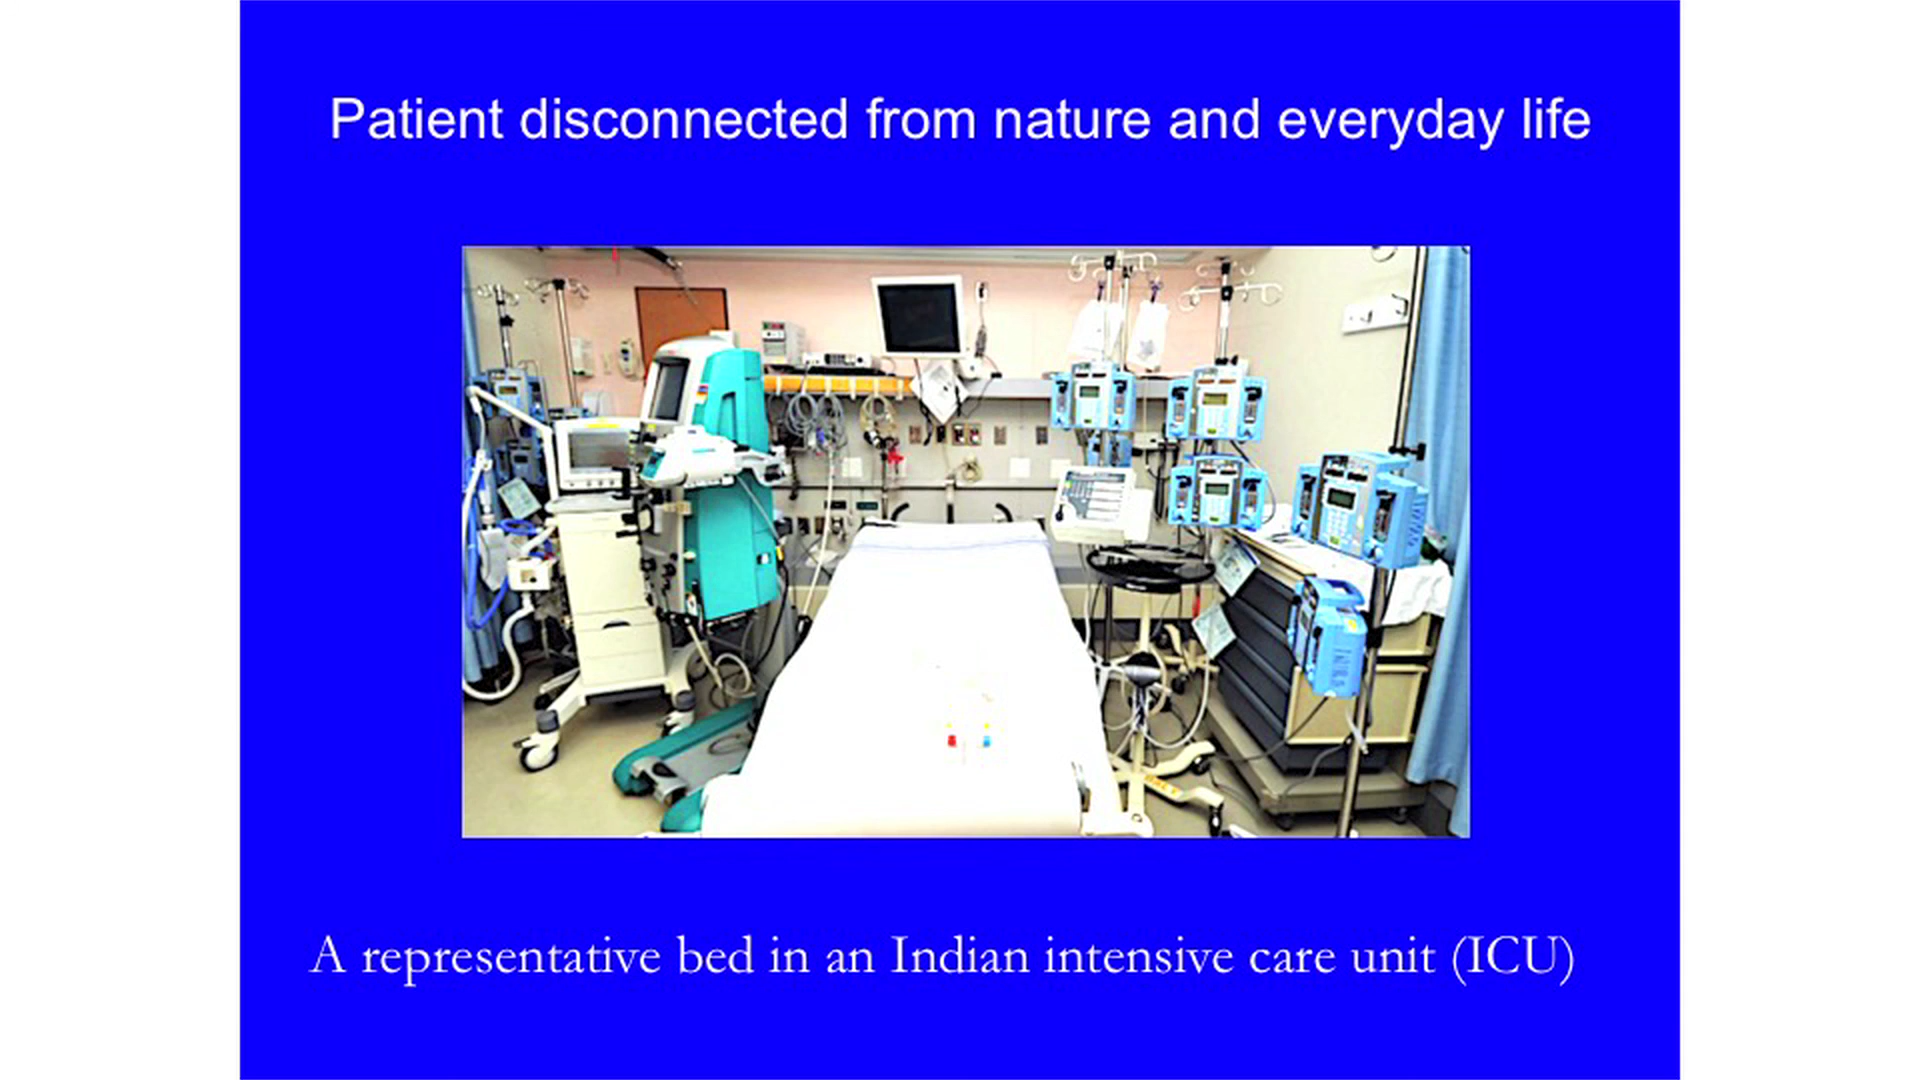 Patient disconnected from nature and everyday life
A representative bed in an Indian intensive care unit (ICU)